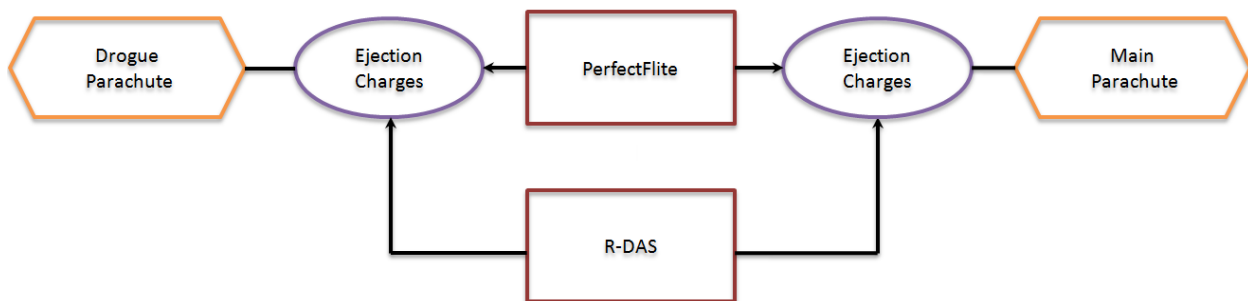 Drogue
Parachute
Ejection
Charges
PerfectFlite
Ejection
Charges
Main
Parachute
R-DAS